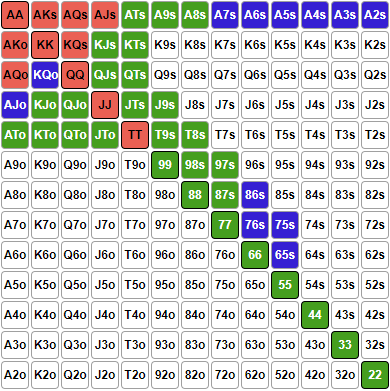 AA AKs AQs AJs ATs A9s A8s A7s A6s A5s A4s A3s A2s
AKo KK KQs KJs KTs K9s K8s K7s K6s K5s K4s K3s K2s
AQo KQo QQ QJs QTs Q9s Q8s Q7s Q6s Q5s Q4s Q3s Q2s
AJo KJo QJo JJ JTs J9s J8s J7s J6s J5s J4s J3s J2s
ATo KTo QTo JTo TT T9s T8s T7s T6s T5s T4s T3s T2s
A9o K9o Q9o J9o T9o 99 98s 97s 96s 95s 94s 93s 92s
A8o K8o Q8o J8o T8o 98o 88 87s 86s 85s 84s 83s 82s
A7o K7o Q7o J7o T7o 97o 87o 77 76s 75s 74s 73s 72s
A6o K6o Q6o J6o T6o 96o 86o 76o 66 65s 64s 63s 62s
A5o K5o Q5o J5o T5o 95o 85o 75o 65o 55 54s 53s 52s
A4o K4o Q4o J4o T4o 94o 84o 74o 64o 54o 44 43s 42s
A3o K3o Q3o J3o T3o 93o 83o 73o 63o 53o 43o 33 32s
A2o K2o Q2o J2o T2o 92o 82o 72o 62o 52o 42o 32o 22